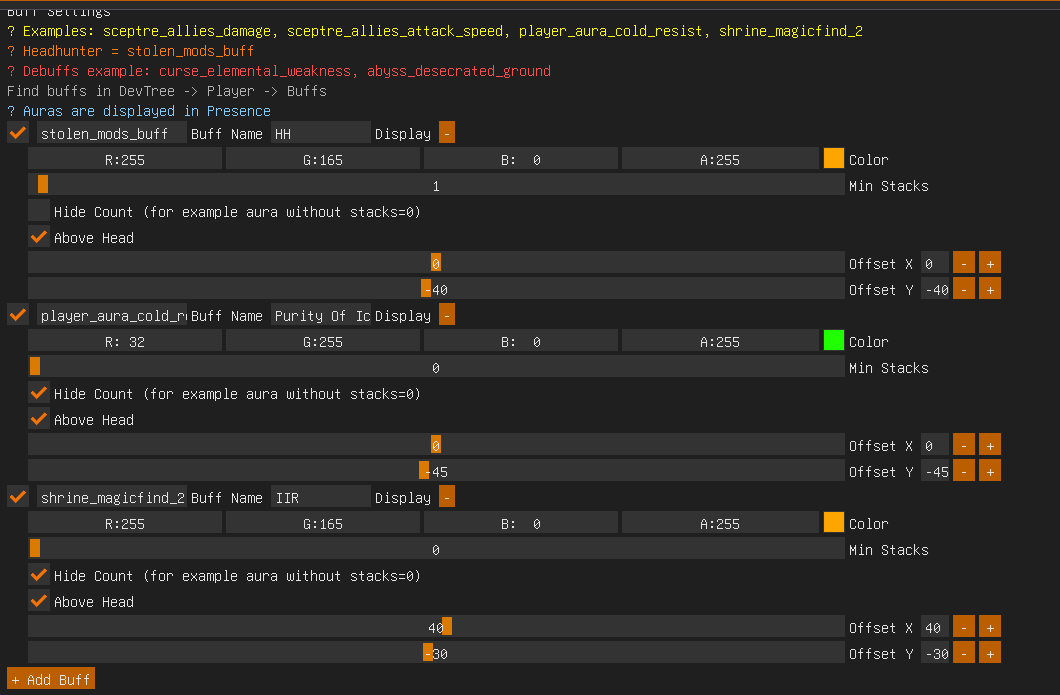 Buff Settings
? Examples: sceptre_allies_damage, sceptre_allies_attack_speed, player_aura_cold_resist, shrine_magicfind_2
? Headhunter = stolen_mods_buff
? Debuffs example: curse_elemental_weakness, abyss_desecrated_ground
Find buffs in DevTree -> Player -> Buffs
? Auras are displayed in Presence
stolen_mods_buff Buff Name HH Display -
R:255 G:165 B: 0 A:255 Color
1 Min Stacks
Hide Count (for example aura without stacks=0)
Above Head
0 Offset X 0 - +
-40 Offset Y -40 - +
player_aura_cold_r Buff Name Purity Of Ic Display -
R: 32 G:255 B: 0 A:255 Color
0 Min Stacks
Hide Count (for example aura without stacks=0)
Above Head
0 Offset X 0 - +
-45 Offset Y -45 - +
shrine_magicfind_2 Buff Name IIR Display -
R:255 G:165 B: 0 A:255 Color
0 Min Stacks
Hide Count (for example aura without stacks=0)
Above Head
40 Offset X 40 - +
-30 Offset Y -30 - +
+ Add Buff